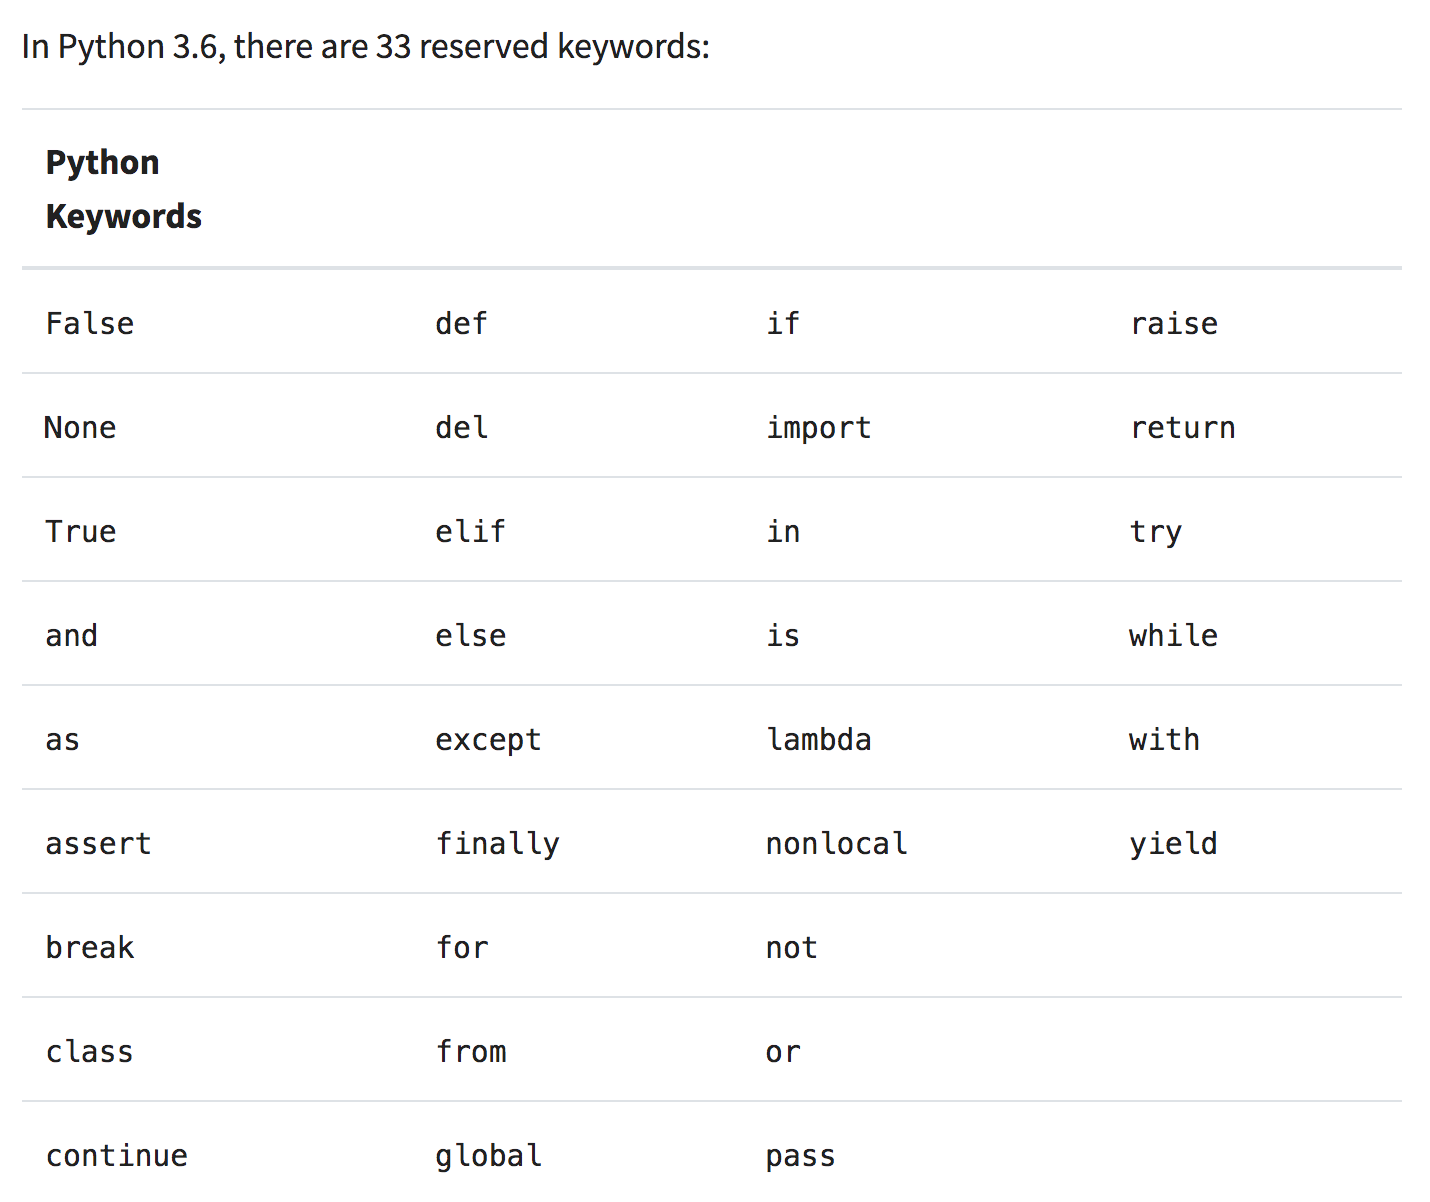 In Python 3.6, there are 33 reserved keywords:
Python
Keywords
False def if raise
None del import return
True elif in try
and else is while
as except lambda with
assert finally nonlocal yield
break for not
class from or
continue global pass